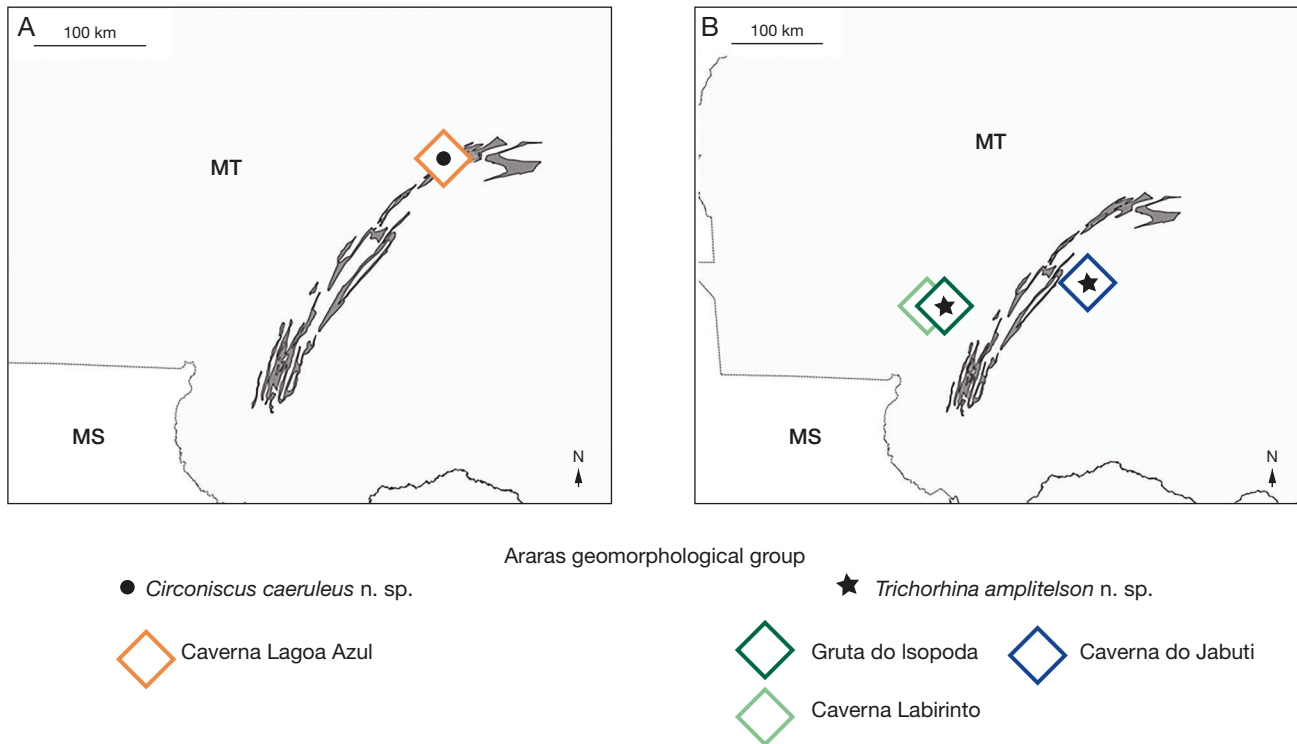 A
100 km
MT
MS
N
B
100 km
MT
MS
N
Araras geomorphological group
Circoniscus caeruleus n. sp.
Caverna Lagoa Azul
Trichorhina amplitelson n. sp.
Gruta do Isopoda
Caverna do Jabuti
Caverna Labirinto